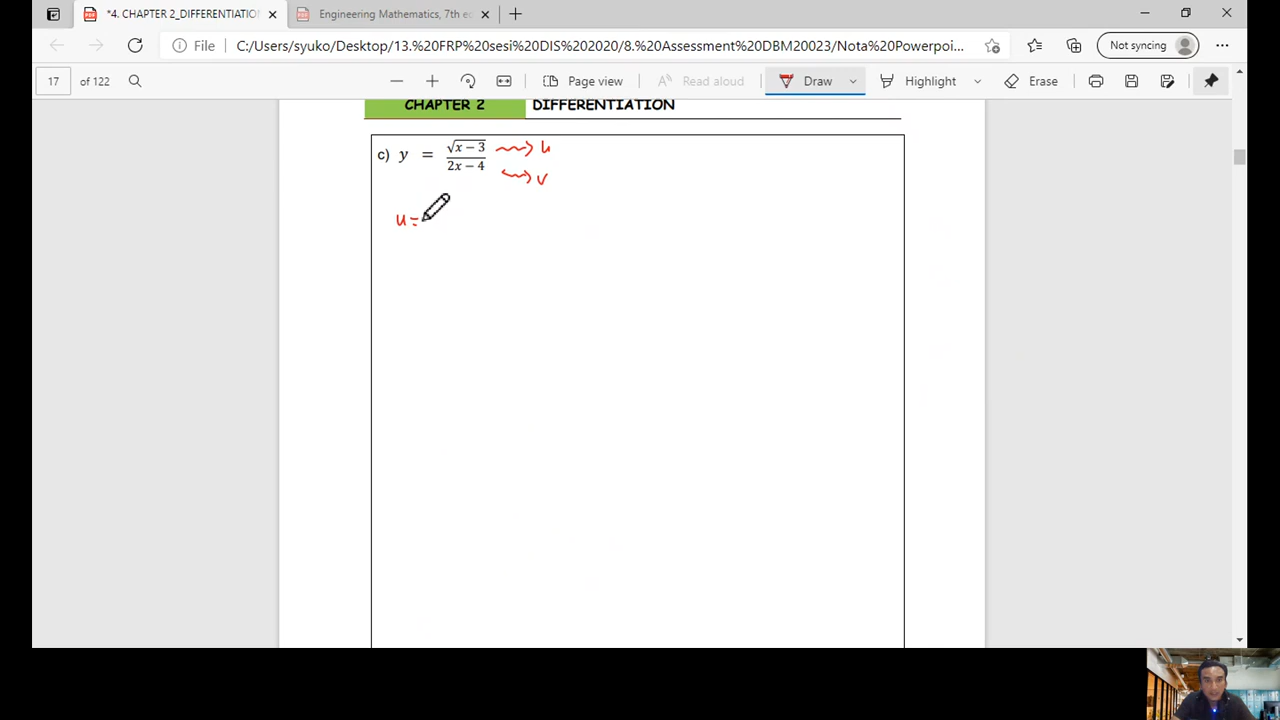 *4. CHAPTER 2_DIFFERENTIATIO
Engineering Mathematics, 7th ed
File C:/Users/syuko/Desktop/13.%20FRP%20sesi%20DIS%202020/8.%20Assessment%20DBM20023/Nota%20Powerpoi... Not syncing
17 of 122 Page view Read aloud Draw Highlight Erase
CHAPTER 2 DIFFERENTIATION
c) y = √(x − 3) / (2x − 4) → u → v
u =